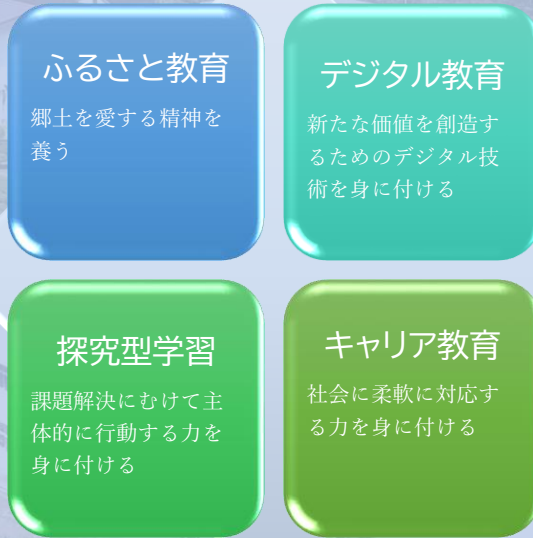 ふるさと教育
郷土を愛する精神を
養う
デジタル教育
新たな価値を創造す
るためのデジタル技
術を身に付ける
探究型学習
課題解決にむけて主
体的に行動する力を
身に付ける
キャリア教育
社会に柔軟に対応す
る力を身に付ける